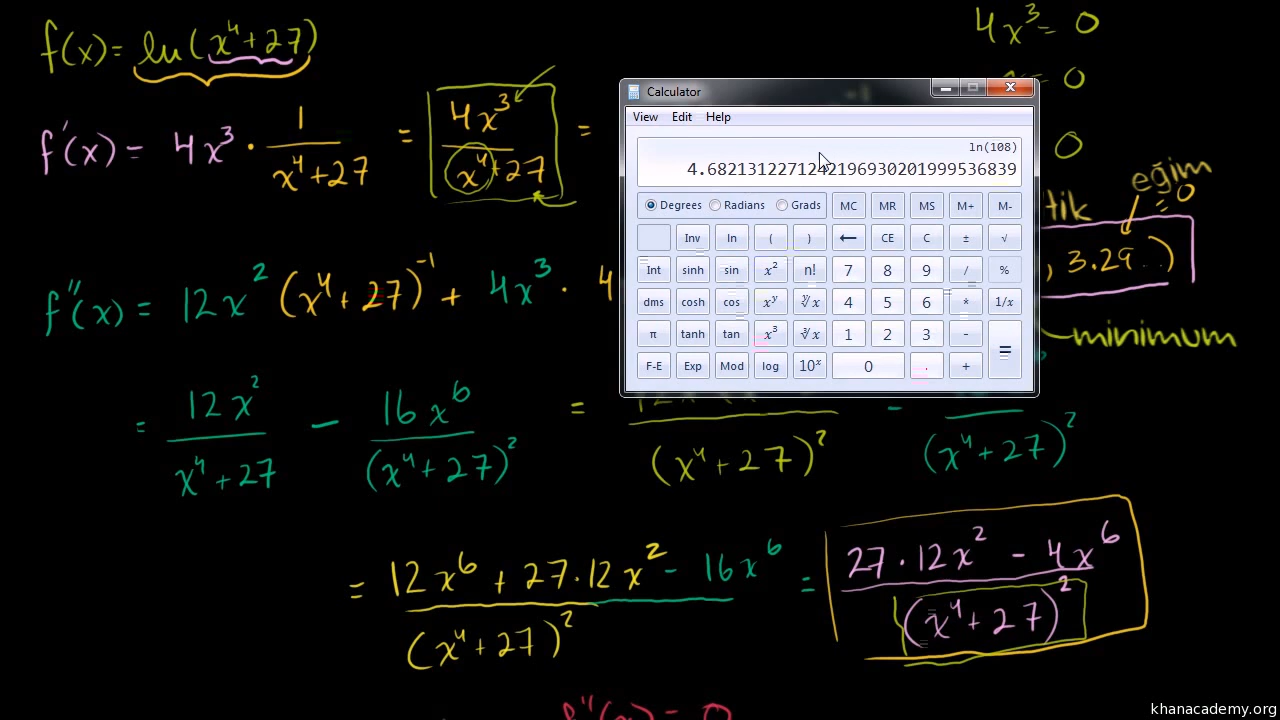 f(x) = ln(x⁴+27)
4x³ = 0
= 0
0
f'(x) = 4x³ · 1/(x⁴+27) = 4x³/(x⁴+27) =
Calculator
View Edit Help
ln(108)
4.6821312271242196930201999536839
Degrees Radians Grads MC MR MS M+ M-
Inv ln ( ) ← CE C ± √
Int sinh sin x² n! 7 8 9 / %
dms cosh cos xʸ ʸ√x 4 5 6 * 1/x
π tanh tan x³ ³√x 1 2 3 - =
F-E Exp Mod log 10ˣ 0 . +
eğim
= 0
tik
, 3.29..)
minimum
f''(x) = 12x² (x⁴+27)⁻¹ + 4x³ · 4
= 12x²/(x⁴+27) − 16x⁶/(x⁴+27)² = /(x⁴+27)² − /(x⁴+27)²
= (12x⁶ + 27·12x² − 16x⁶)/(x⁴+27)² = (27·12x² − 4x⁶)/(x⁴+27)²
f''(x) = 0
khanacademy.org